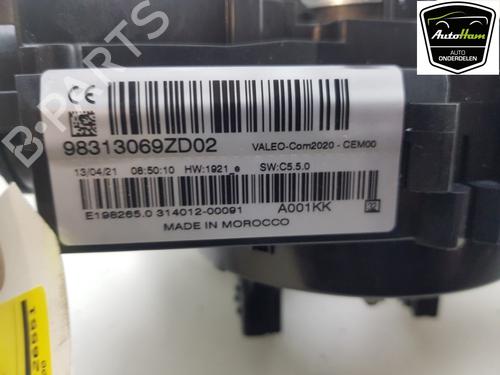 AutoHam
AUTO
ONDERDELEN
B-PARTS
CE
98313069ZD02
VALEO-Com2020 - CEM00
13/04/21 08:50:10 HW:1921_e SW:C5.5.0
E198265.0 314012-00091 A001KK 32
MADE IN MOROCCO